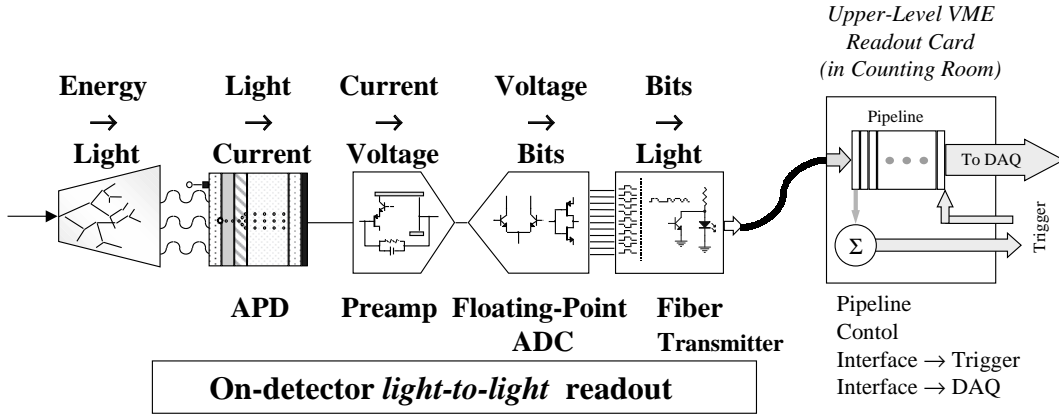 Upper-Level VME
Readout Card
(in Counting Room)
Energy
→
Light
Light
→
Current
Current
→
Voltage
Voltage
→
Bits
Bits
→
Light
Pipeline
To DAQ
Trigger
Σ
APD
Preamp
Floating-Point
ADC
Fiber
Transmitter
Pipeline
Contol
Interface → Trigger
Interface → DAQ
On-detector light-to-light readout